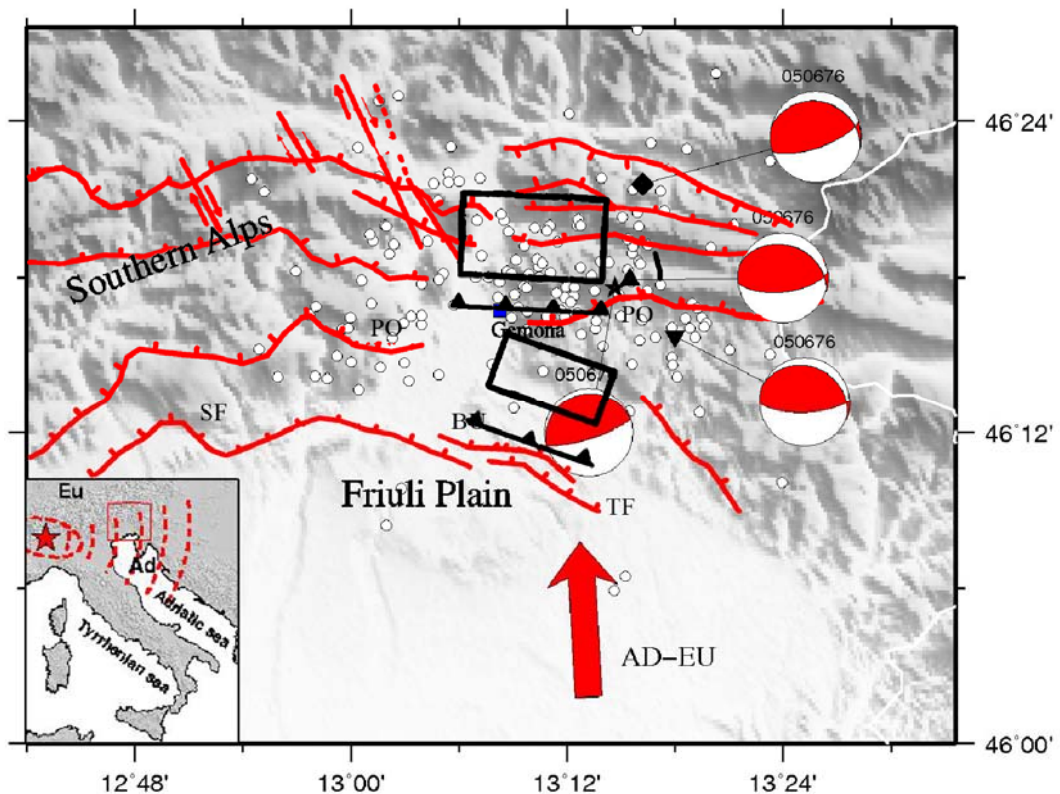 050676
46°24'
050676
Southern Alps
PO
PO
Gemona
050676
05067
SF
BU
46°12'
Friuli Plain
TF
Eu
Ad
Adriatic sea
Tyrrhenian sea
AD-EU
46°00'
12°48'
13°00'
13°12'
13°24'